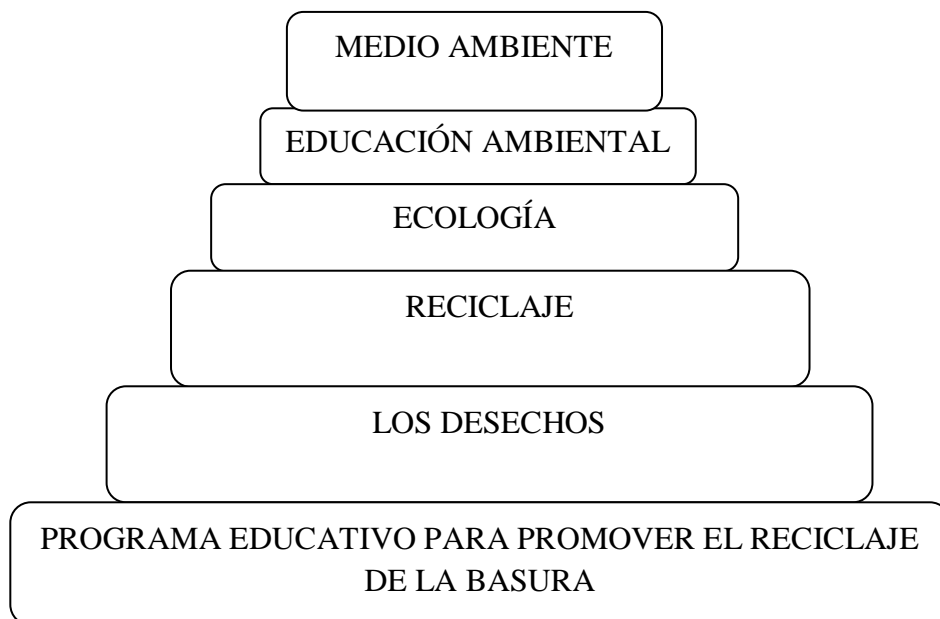 MEDIO AMBIENTE
EDUCACIÓN AMBIENTAL
ECOLOGÍA
RECICLAJE
LOS DESECHOS
PROGRAMA EDUCATIVO PARA PROMOVER EL RECICLAJE
DE LA BASURA